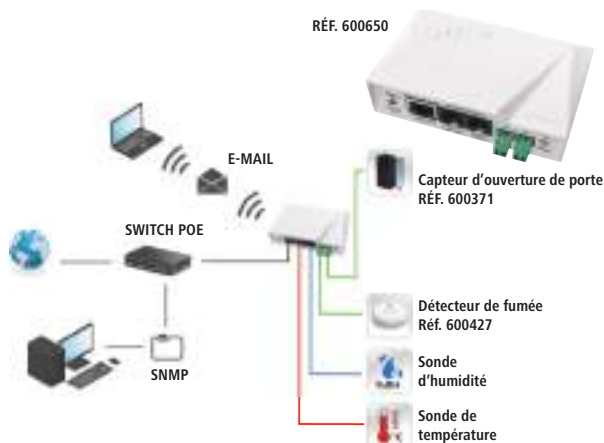 RÉF. 600650
E-MAIL
Capteur d'ouverture de porte
RÉF. 600371
SWITCH POE
Détecteur de fumée
Réf. 600427
SNMP
Sonde
d'humidité
Sonde de
température